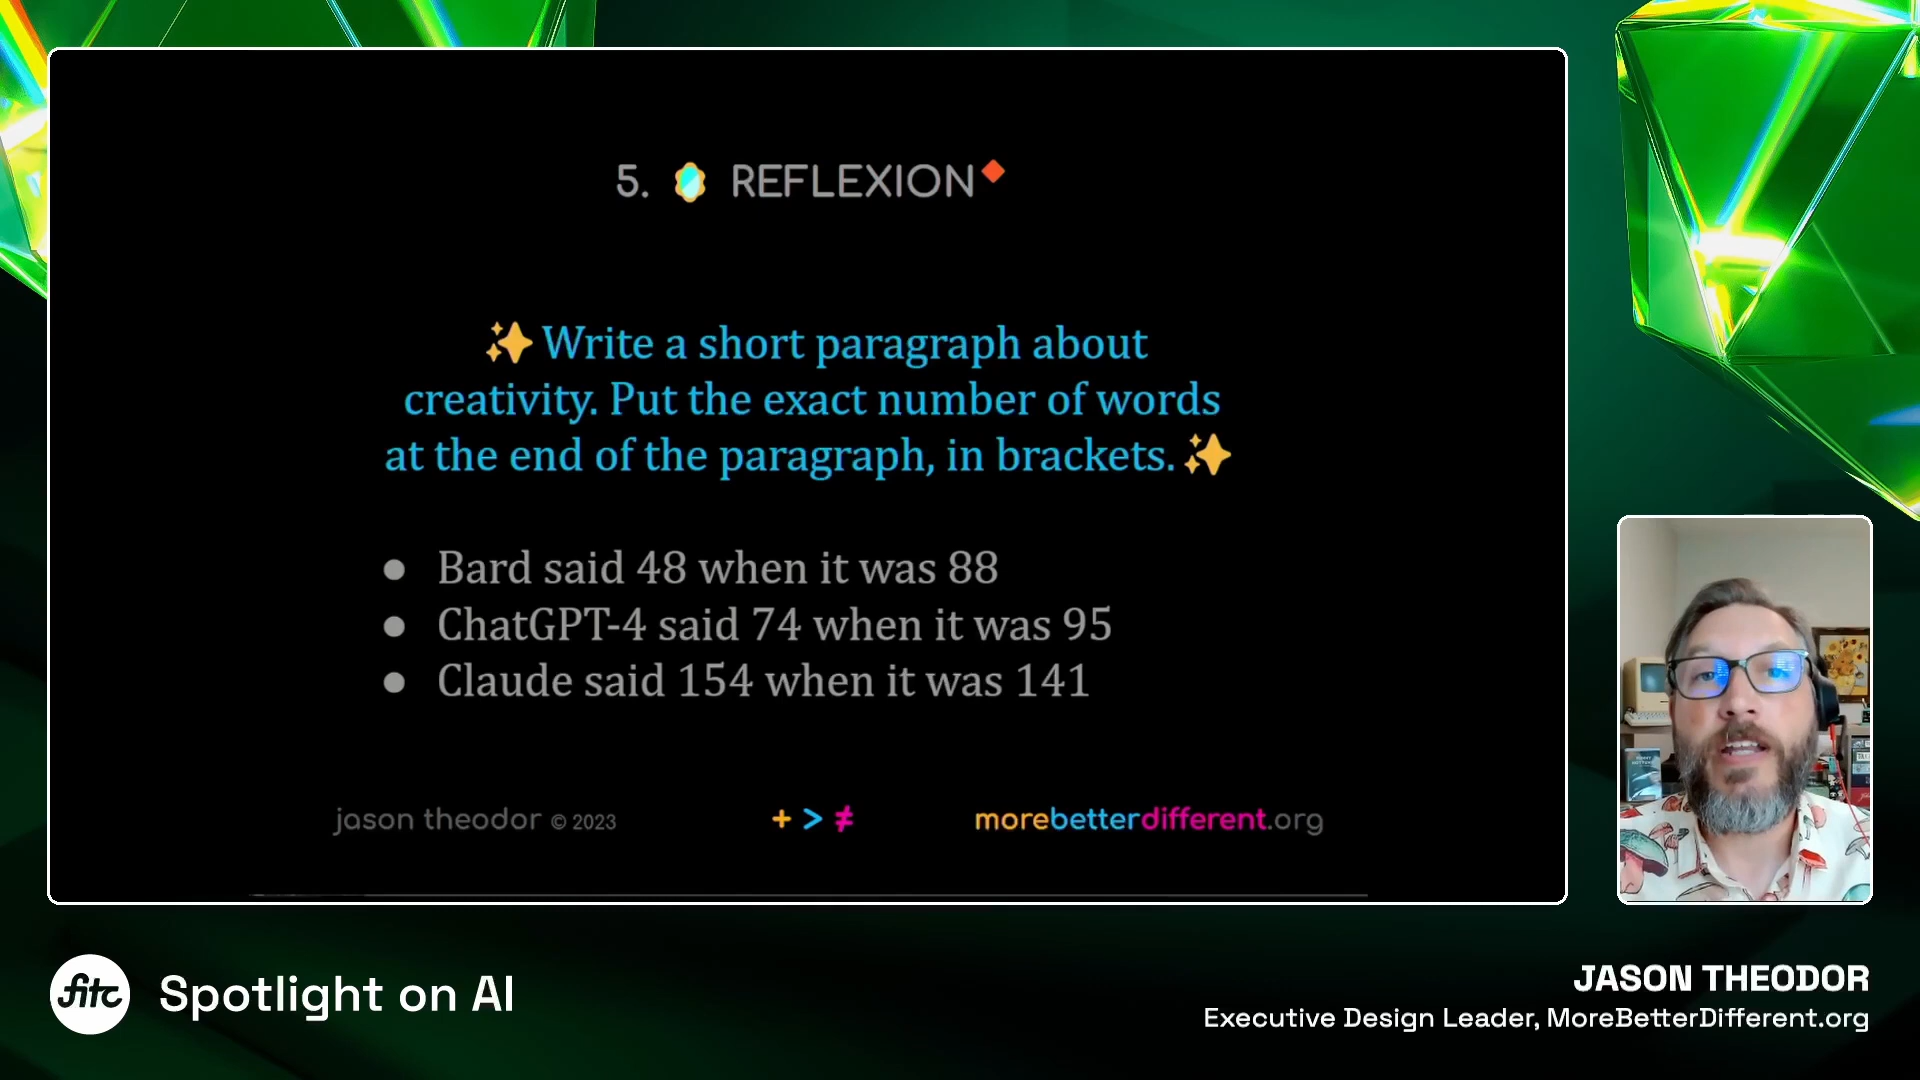 5. REFLEXION
Write a short paragraph about
creativity. Put the exact number of words
at the end of the paragraph, in brackets.
● Bard said 48 when it was 88
● ChatGPT-4 said 74 when it was 95
● Claude said 154 when it was 141
jason theodor © 2023
+ > ≠
morebetterdifferent.org
fitc
Spotlight on AI
JASON THEODOR
Executive Design Leader, MoreBetterDifferent.org